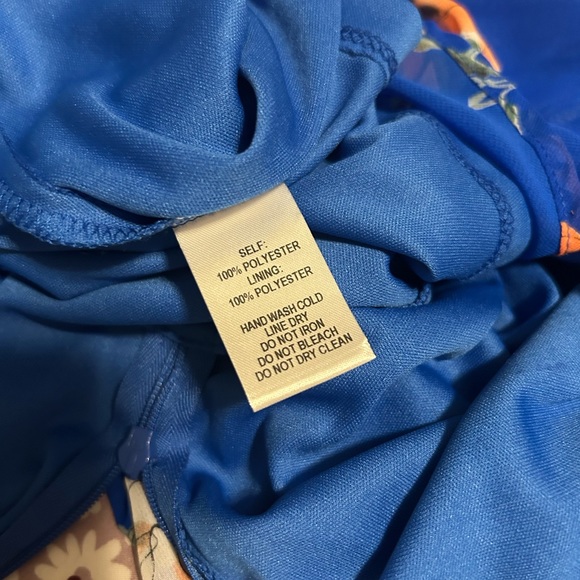 SELF:
100% POLYESTER
LINING:
100% POLYESTER
HAND WASH COLD
LINE DRY
DO NOT IRON
DO NOT BLEACH
DO NOT DRY CLEAN